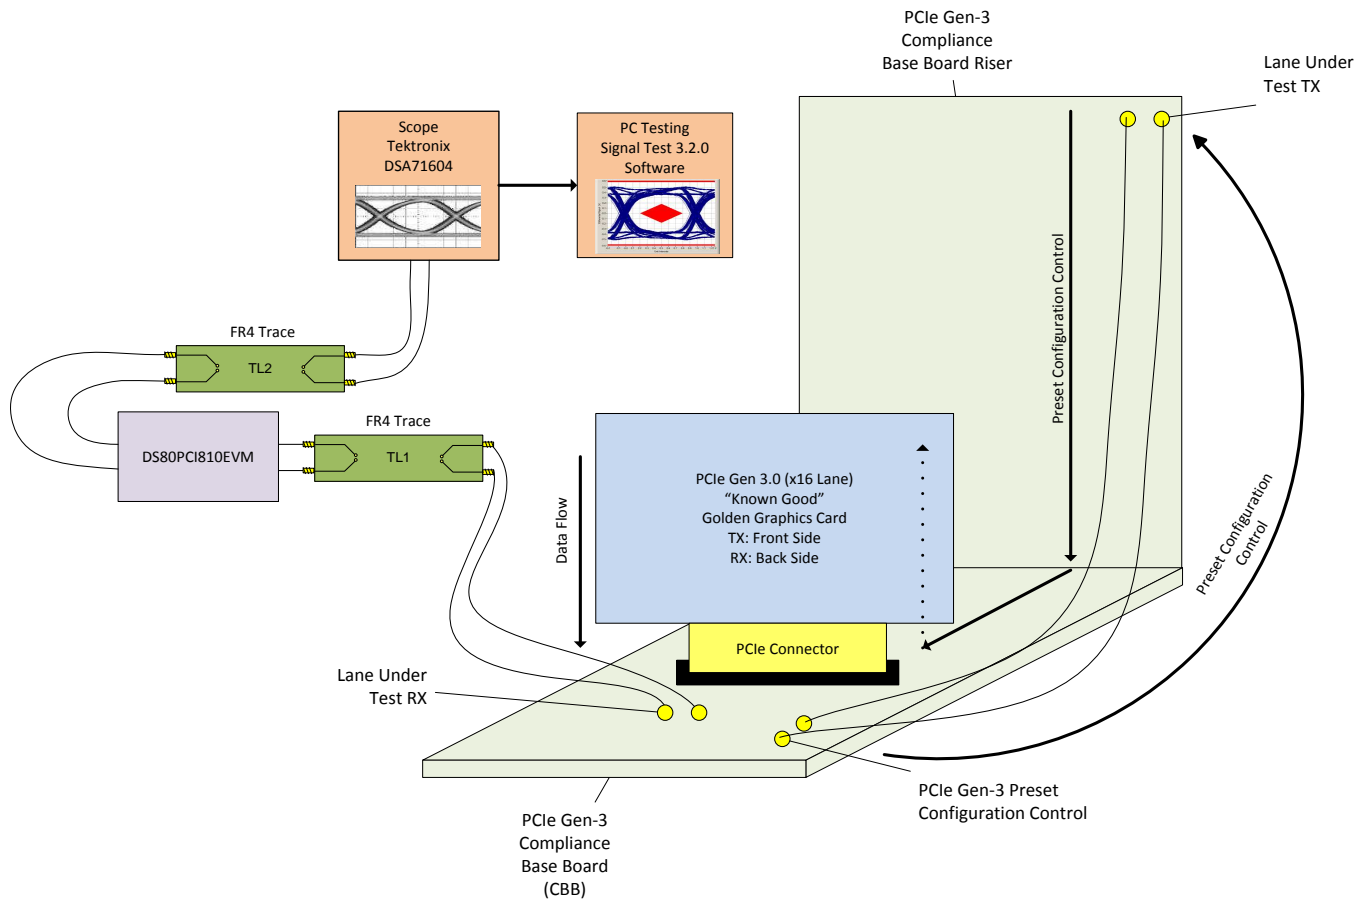 PCIe Gen-3
Compliance
Base Board Riser
Lane Under
Test TX
Scope
Tektronix
DSA71604
PC Testing
Signal Test 3.2.0
Software
Preset Configuration Control
FR4 Trace
TL2
FR4 Trace
TL1
DS80PCI810EVM
PCIe Gen 3.0 (x16 Lane)
“Known Good”
Golden Graphics Card
TX: Front Side
RX: Back Side
Data Flow
Preset Configuration
Control
PCIe Connector
Lane Under
Test RX
PCIe Gen-3 Preset
Configuration Control
PCIe Gen-3
Compliance
Base Board
(CBB)